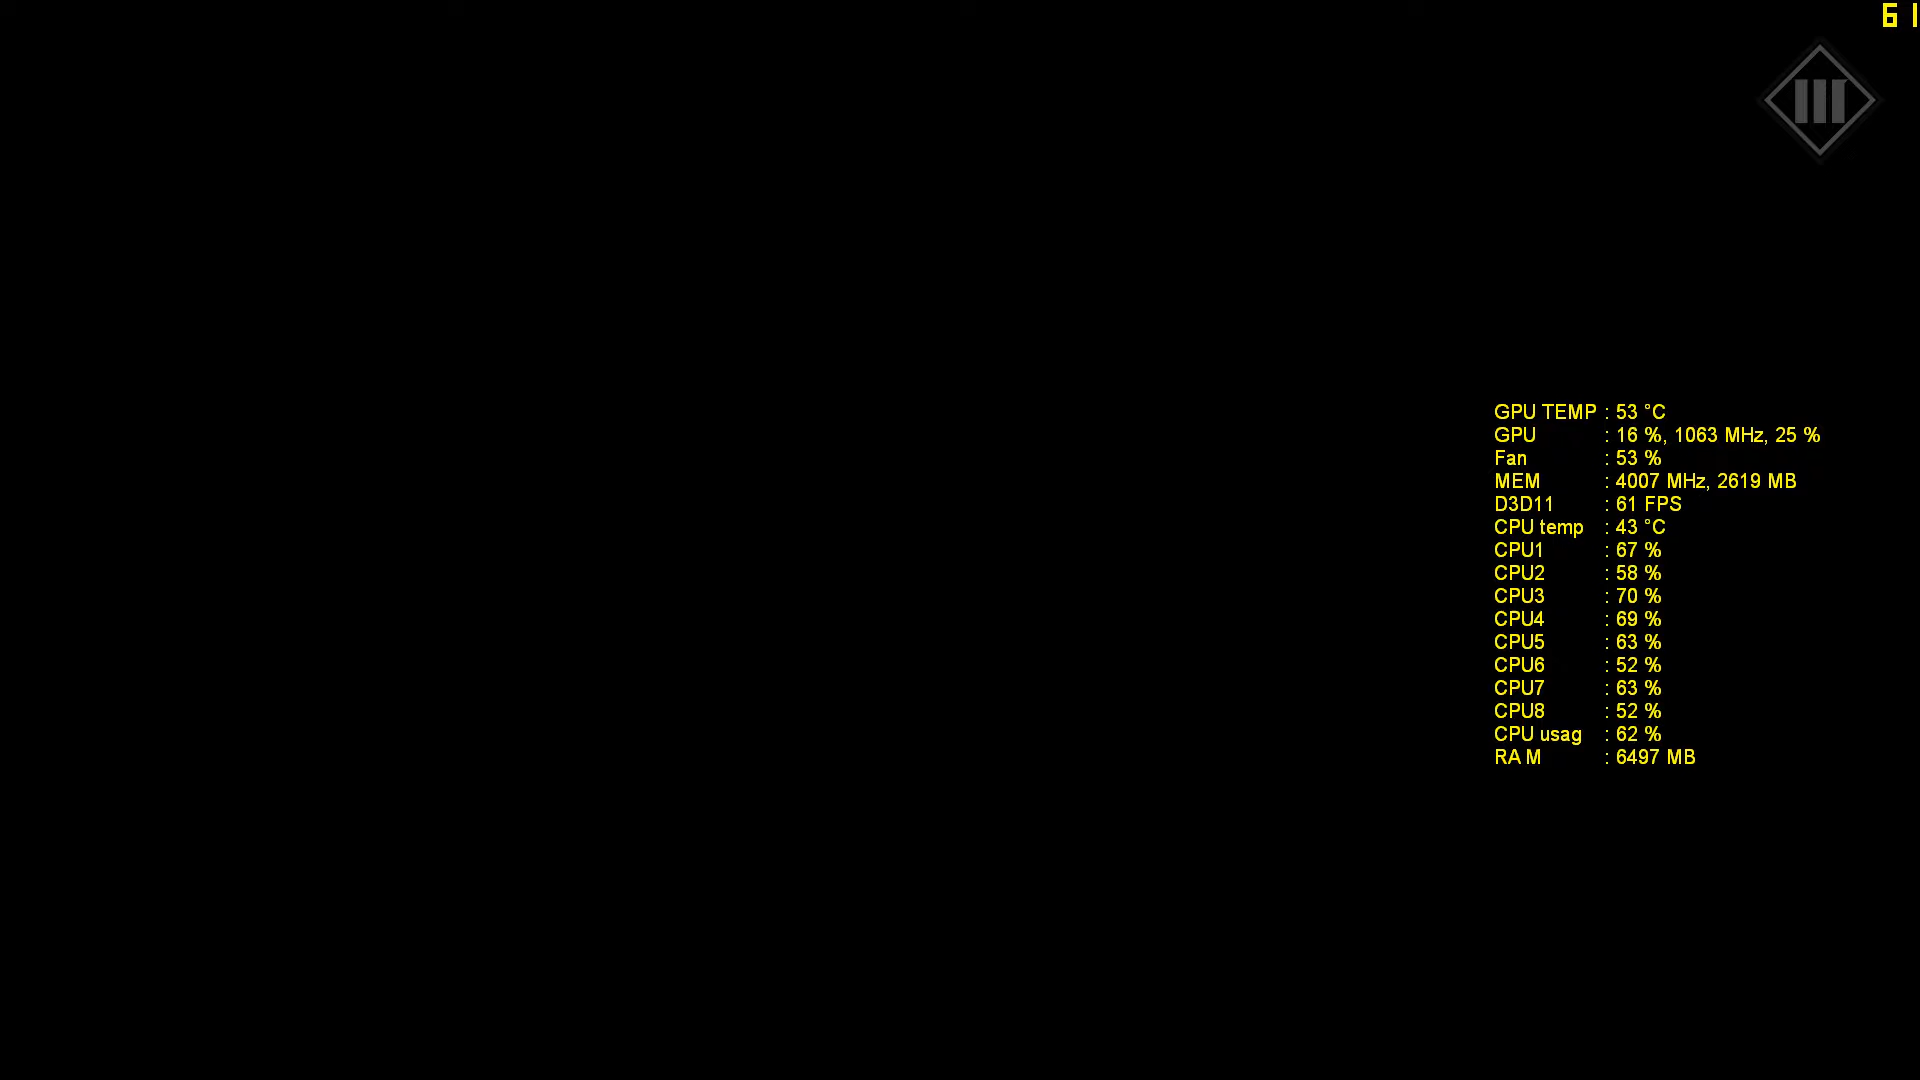 61
III
GPU TEMP : 53 °C
GPU : 16 %, 1063 MHz, 25 %
Fan : 53 %
MEM : 4007 MHz, 2619 MB
D3D11 : 61 FPS
CPU temp : 43 °C
CPU1 : 67 %
CPU2 : 58 %
CPU3 : 70 %
CPU4 : 69 %
CPU5 : 63 %
CPU6 : 52 %
CPU7 : 63 %
CPU8 : 52 %
CPU usag : 62 %
RAM : 6497 MB